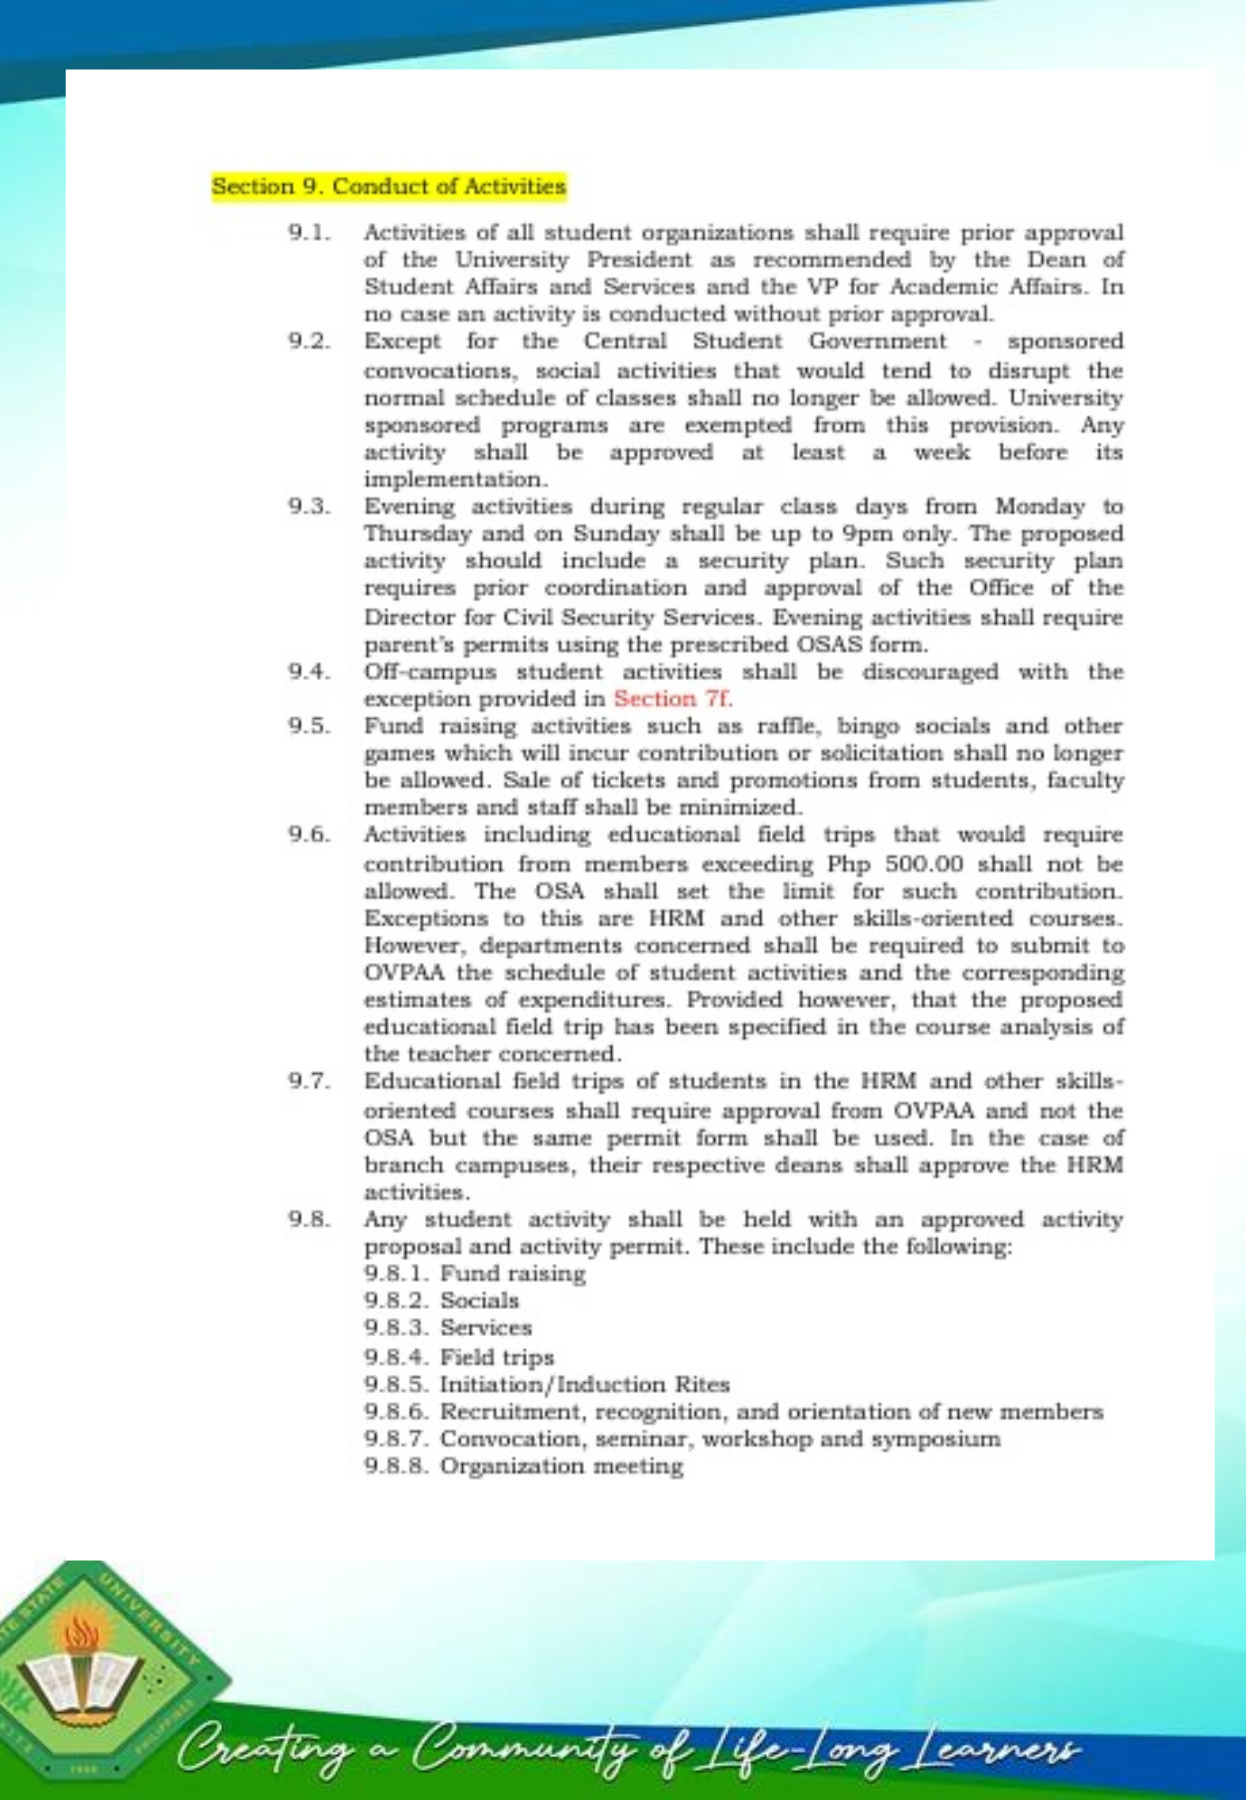 Section 9. Conduct of Activities
9.1. Activities of all student organizations shall require prior approval
of the University President as recommended by the Dean of
Student Affairs and Services and the VP for Academic Affairs. In
no case an activity is conducted without prior approval.
9.2. Except for the Central Student Government - sponsored
convocations, social activities that would tend to disrupt the
normal schedule of classes shall no longer be allowed. University
sponsored programs are exempted from this provision. Any
activity shall be approved at least a week before its
implementation.
9.3. Evening activities during regular class days from Monday to
Thursday and on Sunday shall be up to 9pm only. The proposed
activity should include a security plan. Such security plan
requires prior coordination and approval of the Office of the
Director for Civil Security Services. Evening activities shall require
parent's permits using the prescribed OSAS form.
9.4. Off-campus student activities shall be discouraged with the
exception provided in Section 7f.
9.5. Fund raising activities such as raffle, bingo socials and other
games which will incur contribution or solicitation shall no longer
be allowed. Sale of tickets and promotions from students, faculty
members and staff shall be minimized.
9.6. Activities including educational field trips that would require
contribution from members exceeding Php 500.00 shall not be
allowed. The OSA shall set the limit for such contribution.
Exceptions to this are HRM and other skills-oriented courses.
However, departments concerned shall be required to submit to
OVPAA the schedule of student activities and the corresponding
estimates of expenditures. Provided however, that the proposed
educational field trip has been specified in the course analysis of
the teacher concerned.
9.7. Educational field trips of students in the HRM and other skills-
oriented courses shall require approval from OVPAA and not the
OSA but the same permit form shall be used. In the case of
branch campuses, their respective deans shall approve the HRM
activities.
9.8. Any student activity shall be held with an approved activity
proposal and activity permit. These include the following:
9.8.1. Fund raising
9.8.2. Socials
9.8.3. Services
9.8.4. Field trips
9.8.5. Initiation/Induction Rites
9.8.6. Recruitment, recognition, and orientation of new members
9.8.7. Convocation, seminar, workshop and symposium
9.8.8. Organization meeting
STATE UNIVERSITY
PHILIPPINES
Creating a Community of Life-Long Learners